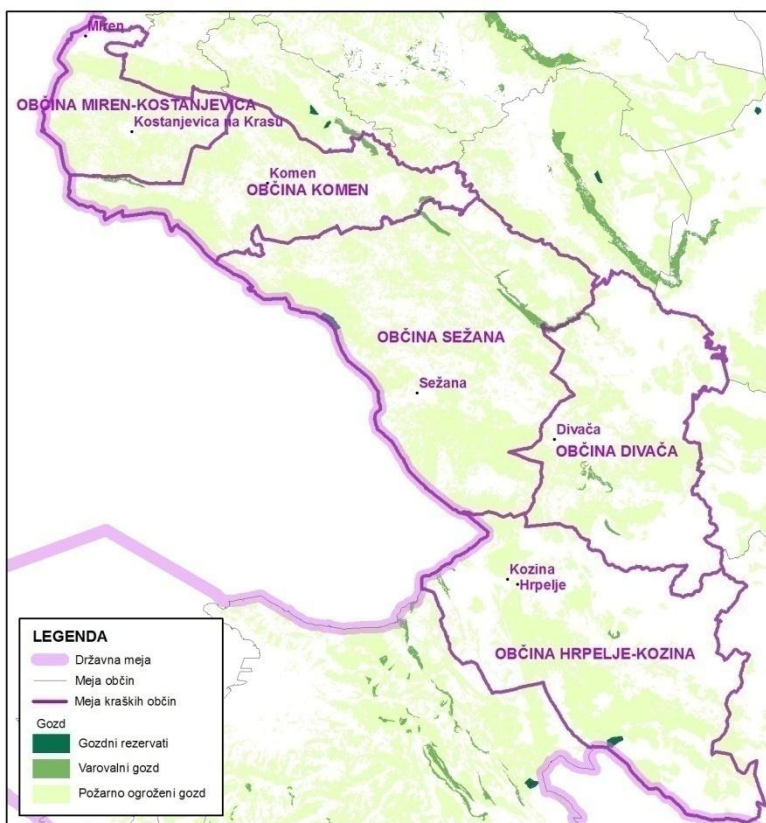 Miren
OBČINA MIREN-KOSTANJEVICA
Kostanjevica na Krasu
Komen
OBČINA KOMEN
OBČINA SEŽANA
Sežana
Divača
OBČINA DIVAČA
Kozina
Hrpelje
OBČINA HRPELJE-KOZINA
LEGENDA
Državna meja
Meja občin
Meja kraških občin
Gozd
Gozdni rezervati
Varovalni gozd
Požarno ogroženi gozd